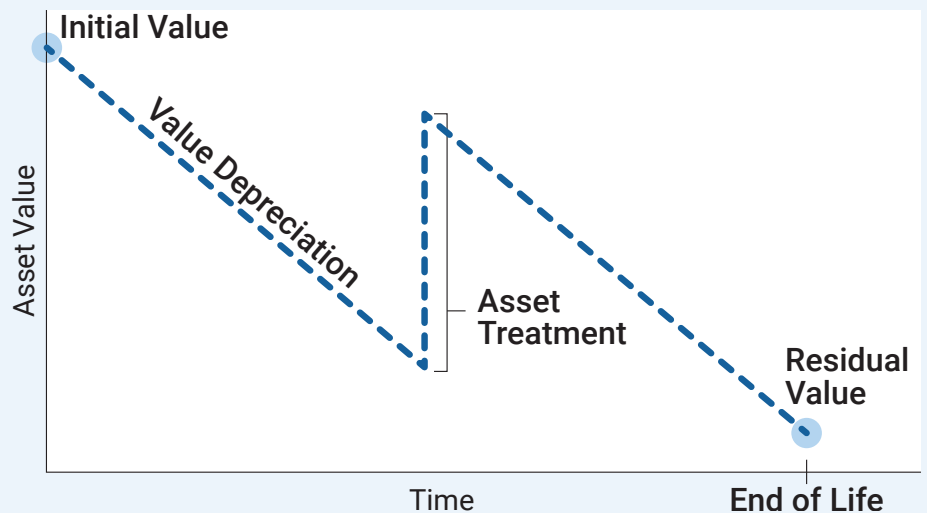 Initial Value
Value Depreciation
Asset Value
Asset
Treatment
Residual
Value
Time
End of Life